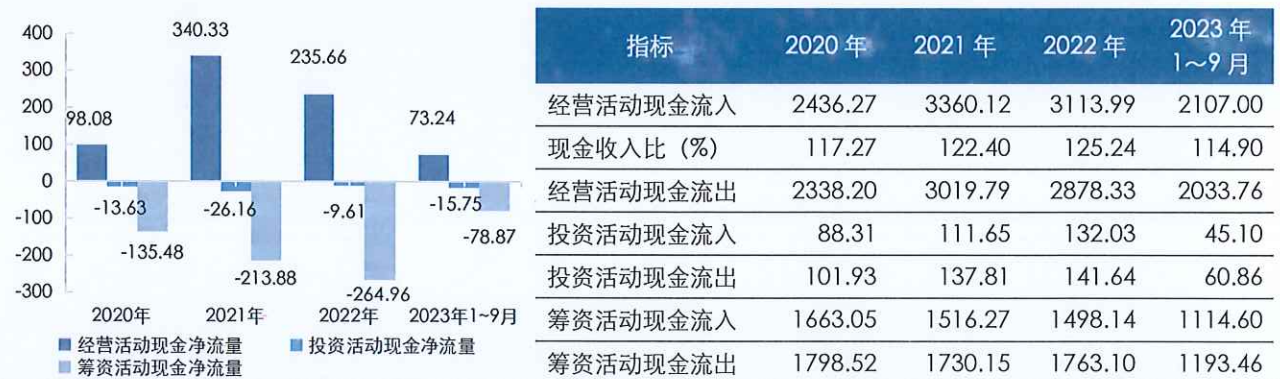 400
300
200
100
0
-100
-200
-300
98.08
340.33
235.66
73.24
-13.63
-26.16
-9.61
-15.75
-135.48
-213.88
-264.96
-78.87
2020年 2021年 2022年 2023年1~9月
经营活动现金净流量 投资活动现金净流量
筹资活动现金净流量
指标 2020 年 2021 年 2022 年 2023 年
1～9 月
经营活动现金流入 2436.27 3360.12 3113.99 2107.00
现金收入比（%） 117.27 122.40 125.24 114.90
经营活动现金流出 2338.20 3019.79 2878.33 2033.76
投资活动现金流入 88.31 111.65 132.03 45.10
投资活动现金流出 101.93 137.81 141.64 60.86
筹资活动现金流入 1663.05 1516.27 1498.14 1114.60
筹资活动现金流出 1798.52 1730.15 1763.10 1193.46